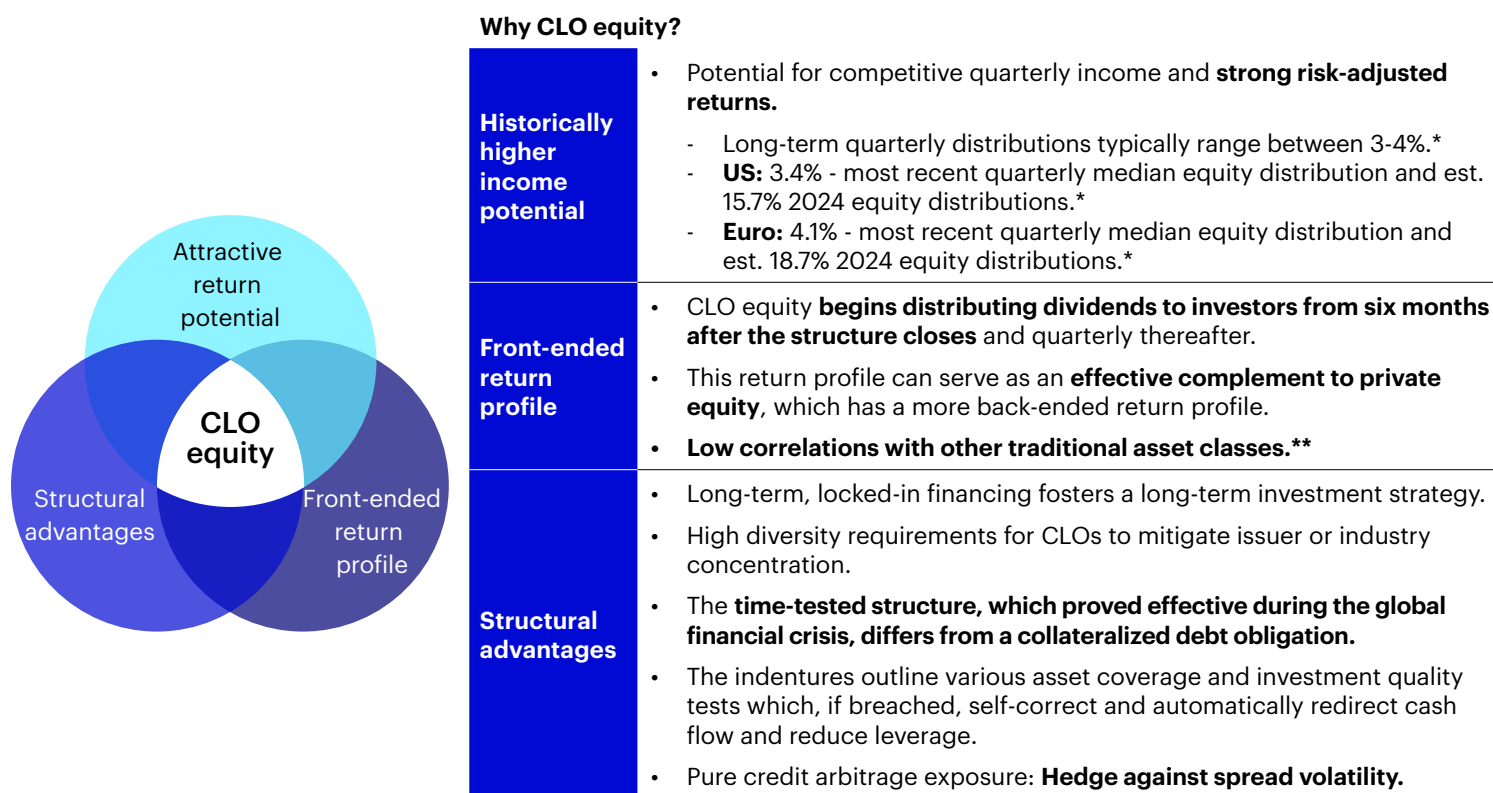 Why CLO equity?
Attractive
return
potential
CLO
equity
Structural
advantages
Front-ended
return
profile
Historically
higher
income
potential
• Potential for competitive quarterly income and strong risk-adjusted
returns.
- Long-term quarterly distributions typically range between 3-4%.*
- US: 3.4% - most recent quarterly median equity distribution and est.
15.7% 2024 equity distributions.*
- Euro: 4.1% - most recent quarterly median equity distribution and
est. 18.7% 2024 equity distributions.*
Front-ended
return
profile
• CLO equity begins distributing dividends to investors from six months
after the structure closes and quarterly thereafter.
• This return profile can serve as an effective complement to private
equity, which has a more back-ended return profile.
• Low correlations with other traditional asset classes.**
Structural
advantages
• Long-term, locked-in financing fosters a long-term investment strategy.
• High diversity requirements for CLOs to mitigate issuer or industry
concentration.
• The time-tested structure, which proved effective during the global
financial crisis, differs from a collateralized debt obligation.
• The indentures outline various asset coverage and investment quality
tests which, if breached, self-correct and automatically redirect cash
flow and reduce leverage.
• Pure credit arbitrage exposure: Hedge against spread volatility.